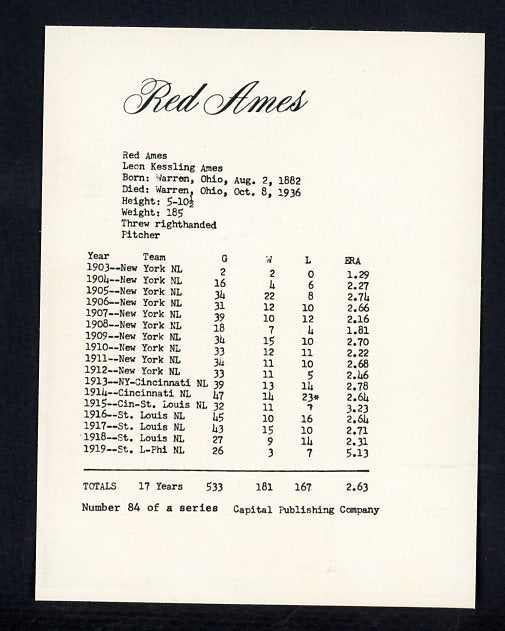 Red Ames
Red Ames
Leon Kessling Ames
Born: Warren, Ohio, Aug. 2, 1882
Died: Warren, Ohio, Oct. 8, 1936
Height: 5-10½
Weight: 185
Threw righthanded
Pitcher
Year Team G W L ERA
1903--New York NL 2 2 0 1.29
1904--New York NL 16 4 6 2.27
1905--New York NL 34 22 8 2.74
1906--New York NL 31 12 10 2.66
1907--New York NL 39 10 12 2.16
1908--New York NL 18 7 4 1.81
1909--New York NL 34 15 10 2.70
1910--New York NL 33 12 11 2.22
1911--New York NL 34 11 10 2.68
1912--New York NL 33 11 5 2.46
1913--NY-Cincinnati NL 39 13 14 2.78
1914--Cincinnati NL 47 14 23* 2.64
1915--Cin-St. Louis NL 32 11 7 3.23
1916--St. Louis NL 45 10 16 2.64
1917--St. Louis NL 43 15 10 2.71
1918--St. Louis NL 27 9 14 2.31
1919--St. L-Phi NL 26 3 7 5.13
TOTALS 17 Years 533 181 167 2.63
Number 84 of a series Capital Publishing Company